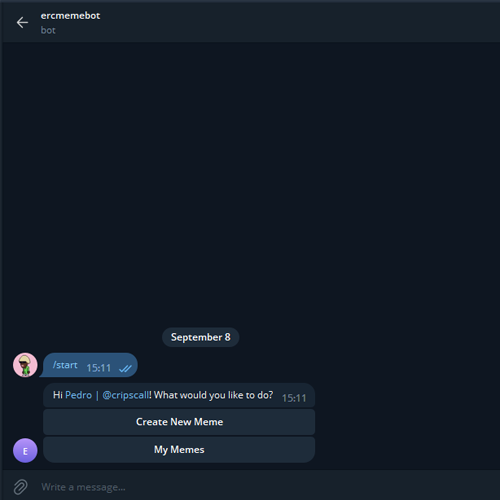 ercmemebot
bot
September 8
/start 15:11
Hi Pedro | @cripscall! What would you like to do? 15:11
Create New Meme
My Memes
E
Write a message...